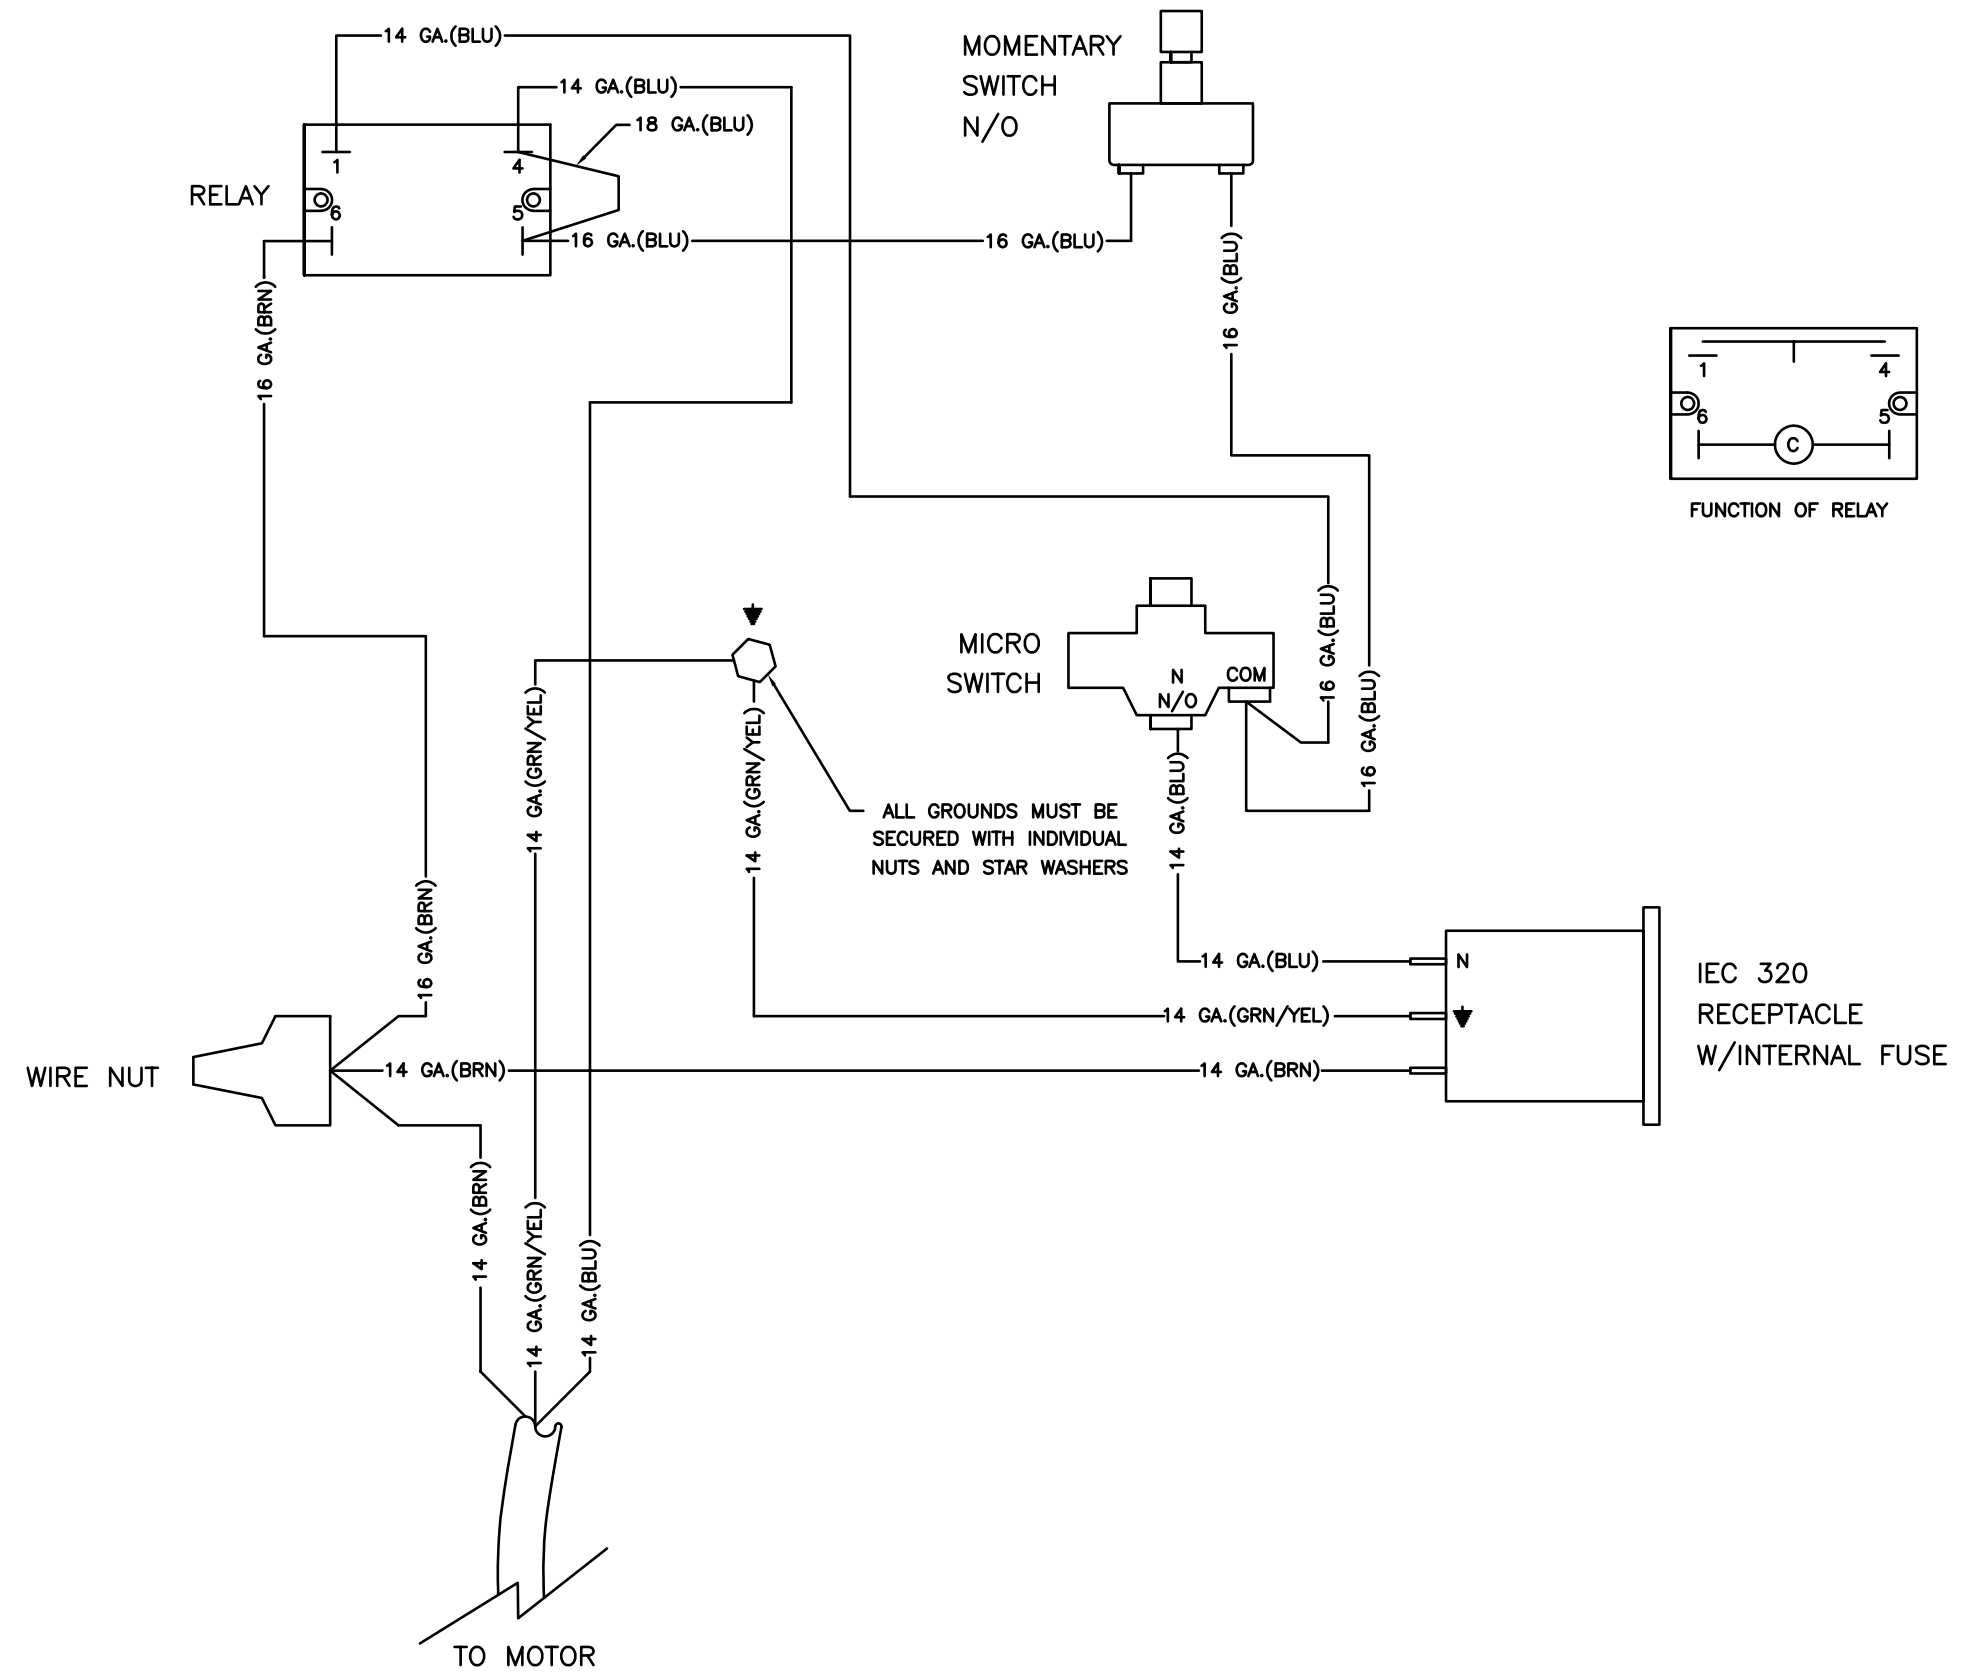 14 GA.(BLU)
14 GA.(BLU)
18 GA.(BLU)
MOMENTARY
SWITCH
N/O
RELAY
1
4
6
5
16 GA.(BLU)
16 GA.(BLU)
16 GA.(BLU)
16 GA.(BRN)
1
4
6
5
C
FUNCTION OF RELAY
MICRO
SWITCH
N
N/O
COM
16 GA.(BLU)
16 GA.(BLU)
14 GA.(GRN/YEL)
14 GA.(GRN/YEL)
14 GA.(BLU)
ALL GROUNDS MUST BE
SECURED WITH INDIVIDUAL
NUTS AND STAR WASHERS
16 GA.(BRN)
14 GA.(BLU)
N
14 GA.(GRN/YEL)
IEC 320
RECEPTACLE
W/INTERNAL FUSE
WIRE NUT
14 GA.(BRN)
14 GA.(BRN)
14 GA.(BRN)
14 GA.(GRN/YEL)
14 GA.(BLU)
TO MOTOR